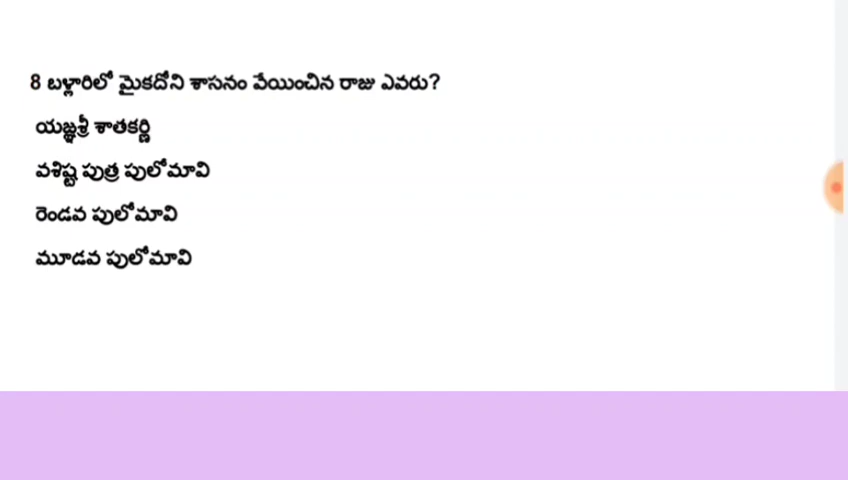 8 బళ్లారిలో మైకదోని శాసనం వేయించిన రాజు ఎవరు?
యజ్ఞశ్రీ శాతకర్ణి
వశిష్ట పుత్ర పులోమావి
రెండవ పులోమావి
మూడవ పులోమావి